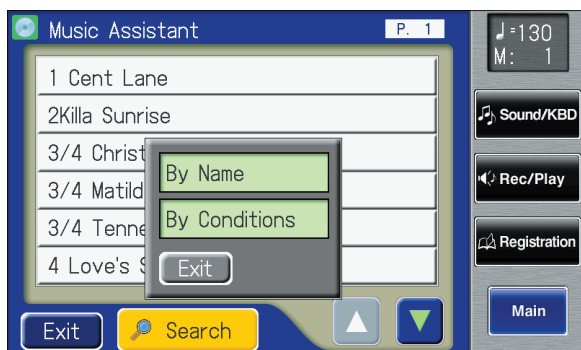 Music Assistant P. 1
1 Cent Lane
2Killa Sunrise
3/4 Christ
3/4 Matild
3/4 Tenne
4 Love's
By Name
By Conditions
Exit
Exit
Search
♩=130
M: 1
Sound/KBD
Rec/Play
Registration
Main